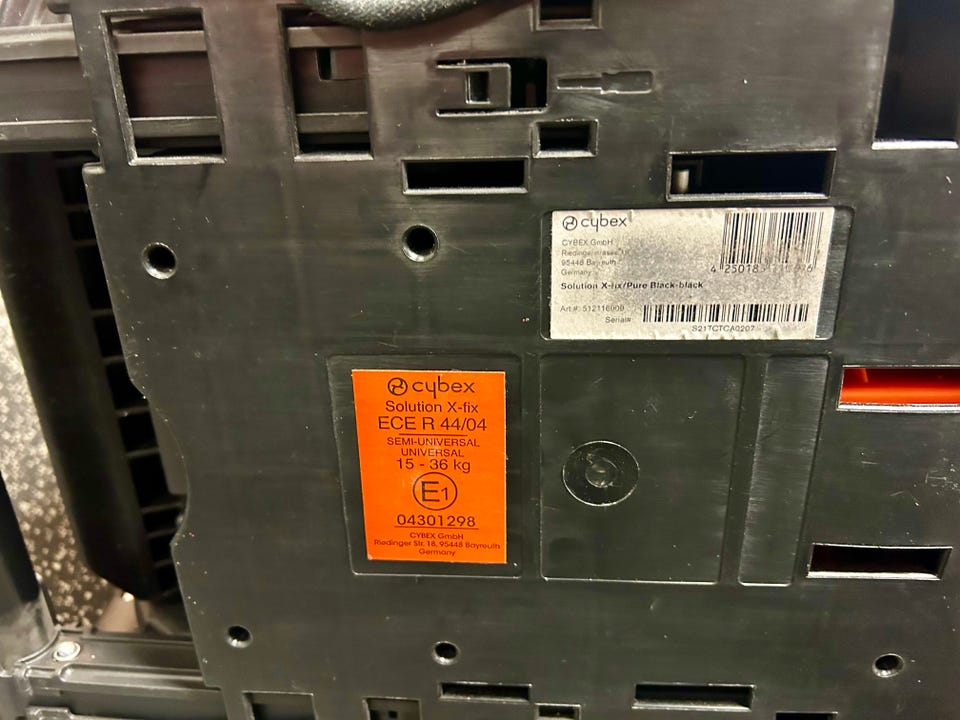 cybex
CYBEX GmbH
95448 Bayreuth
Germany
Solution X-fix/Pure Black-black
Art #: 512116009
Serial#
S21TCTCA0207
cybex
Solution X-fix
ECE R 44/04
SEMI-UNIVERSAL
UNIVERSAL
15 - 36 kg
E1
04301298
CYBEX GmbH
Riedinger Str. 18, 95448 Bayreuth
Germany